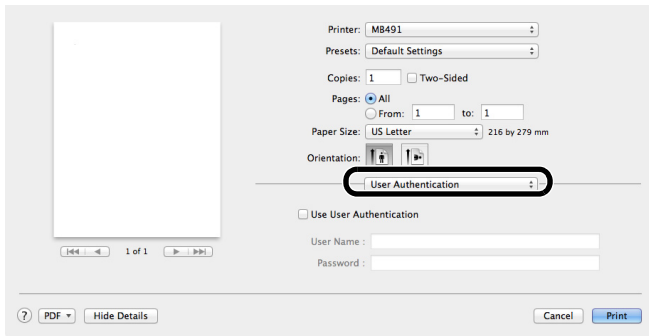 Printer: MB491
Presets: Default Settings
Copies: 1 Two-Sided
Pages: All
From: 1 to: 1
Paper Size: US Letter 216 by 279 mm
Orientation:
User Authentication
Use User Authentication
User Name :
Password :
1 of 1
? PDF Hide Details Cancel Print